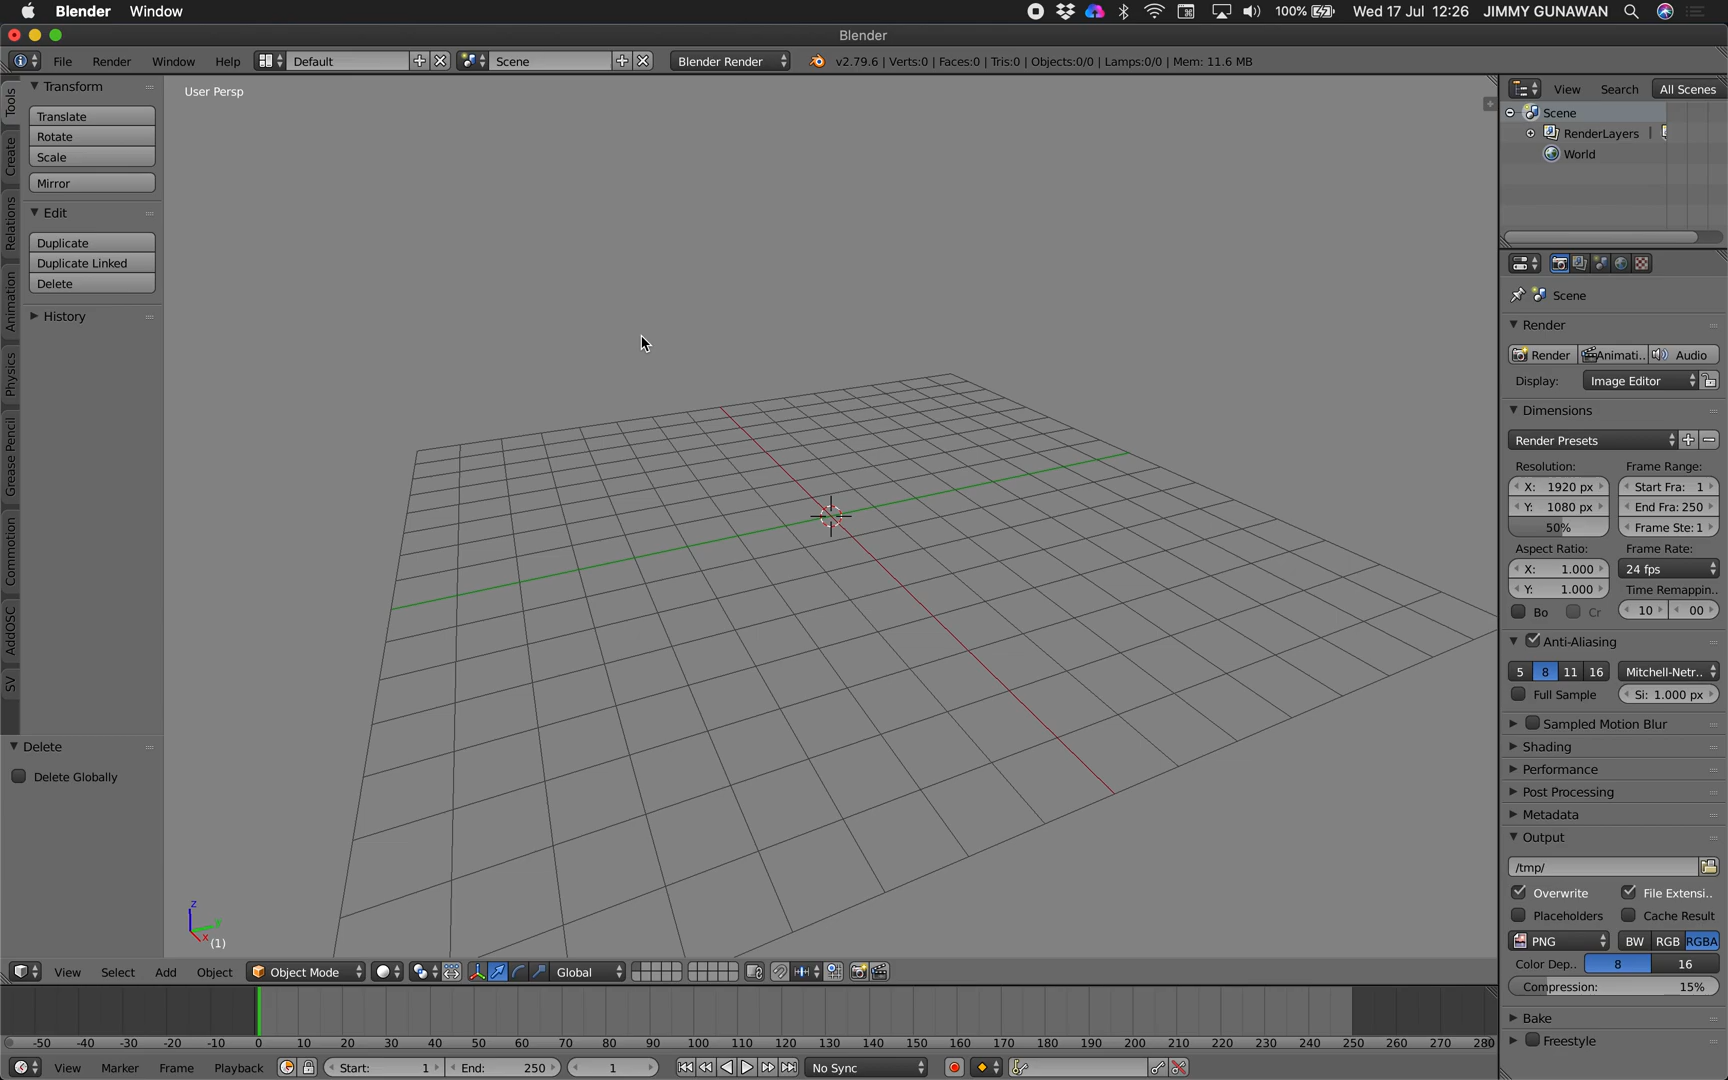 Blender Window 100% Wed 17 Jul 12:26 JIMMY GUNAWAN
Blender
File Render Window Help Default Scene Blender Render v2.79.6 | Verts:0 | Faces:0 | Tris:0 | Objects:0/0 | Lamps:0/0 | Mem: 11.6 MB
Tools
Create
Relations
Animation
Physics
Grease Pencil
Commotion
AddOSC
SV
Transform
Translate
Rotate
Scale
Mirror
Edit
Duplicate
Duplicate Linked
Delete
History
Delete
Delete Globally
User Persp
z
y
x
(1)
View Search All Scenes
Scene
RenderLayers |
World
Scene
Render
Render Animati.. Audio
Display: Image Editor
Dimensions
Render Presets
Resolution: Frame Range:
X: 1920 px Start Fra: 1
Y: 1080 px End Fra: 250
50% Frame Ste: 1
Aspect Ratio: Frame Rate:
X: 1.000 24 fps
Y: 1.000 Time Remappin..
Bo Cr 10 00
Anti-Aliasing
5 8 11 16 Mitchell-Netr..
Full Sample Si: 1.000 px
Sampled Motion Blur
Shading
Performance
Post Processing
Metadata
Output
/tmp/
Overwrite File Extensi..
Placeholders Cache Result
PNG BW RGB RGBA
Color Dep.. 8 16
Compression: 15%
Bake
Freestyle
View Select Add Object Object Mode Global
-50 -40 -30 -20 -10 0 10 20 30 40 50 60 70 80 90 100 110 120 130 140 150 160 170 180 190 200 210 220 230 240 250 260 270 280
View Marker Frame Playback Start: 1 End: 250 1 No Sync